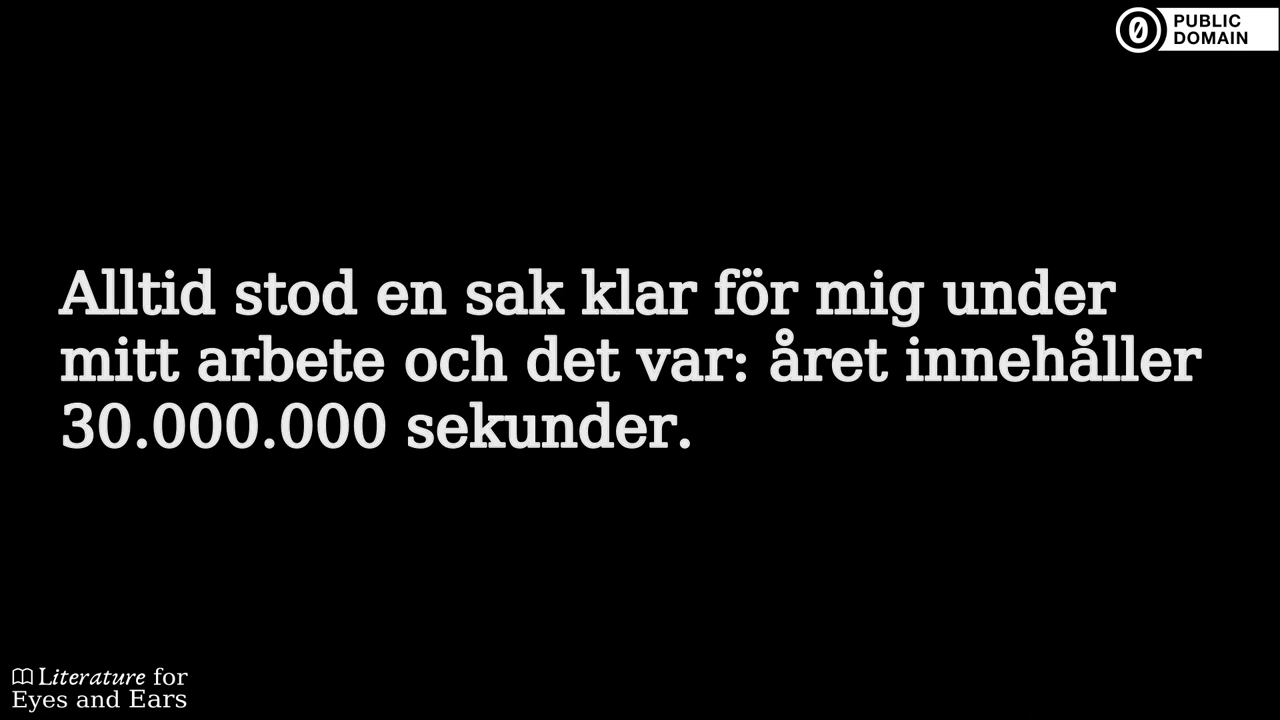 PUBLIC
DOMAIN
Alltid stod en sak klar för mig under
mitt arbete och det var: året innehåller
30.000.000 sekunder.
Literature for
Eyes and Ears